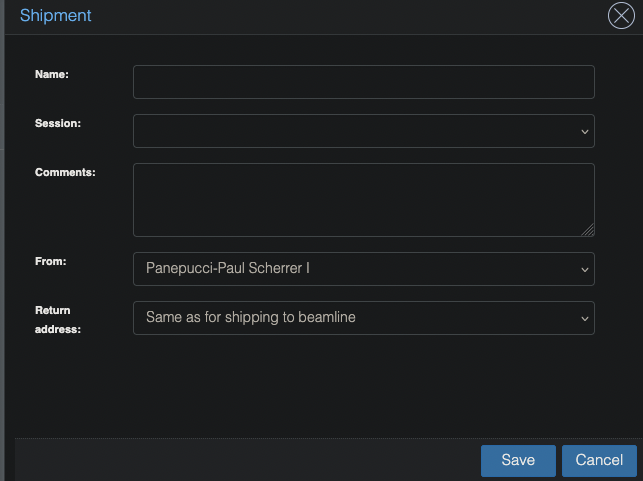 Shipment
Name:
Session:
Comments:
From:
Panepucci-Paul Scherrer I
Return
address:
Same as for shipping to beamline
Save
Cancel